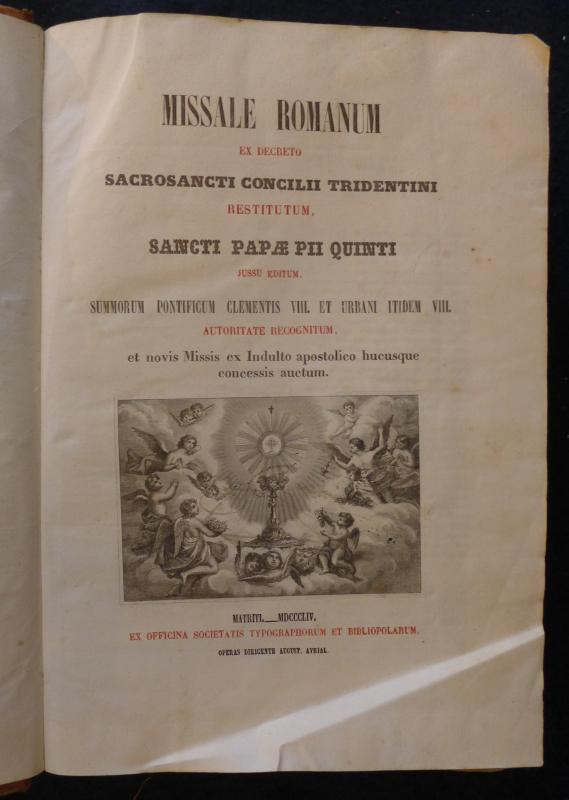 MISSALE ROMANUM
EX DECRETO
SACROSANCTI CONCILII TRIDENTINI
RESTITUTUM,
SANCTI PAPÆ PII QUINTI
JUSSU EDITUM,
SUMMORUM PONTIFICUM CLEMENTIS VIII. ET URBANI ITIDEM VIII.
AUTORITATE RECOGNITUM,
et novis Missis ex Indulto apostolico hucusque
concessis auctum.
MATRITI.__MDCCCLIV.
EX OFFICINA SOCIETATIS TYPOGRAPHORUM ET BIBLIOPOLARUM,
OPERAS DIRIGENTE AUGUST. AVRIAL.